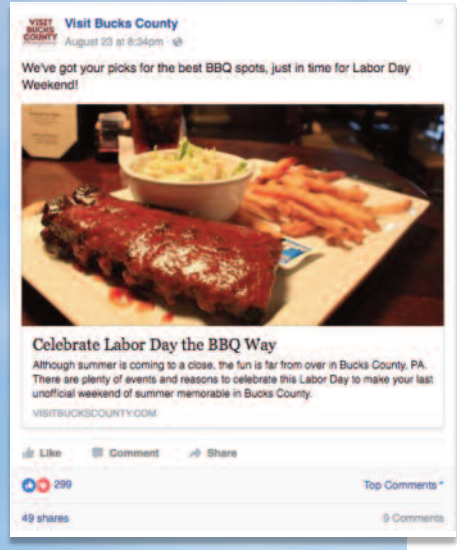 VISIT
BUCKS
COUNTY
Visit Bucks County
August 23 at 8:34pm ·
We've got your picks for the best BBQ spots, just in time for Labor Day
Weekend!
Celebrate Labor Day the BBQ Way
Although summer is coming to a close, the fun is far from over in Bucks County, PA.
There are plenty of events and reasons to celebrate this Labor Day to make your last
unofficial weekend of summer memorable in Bucks County.
VISITBUCKSCOUNTY.COM
Like Comment Share
299 Top Comments
49 shares 9 Comments